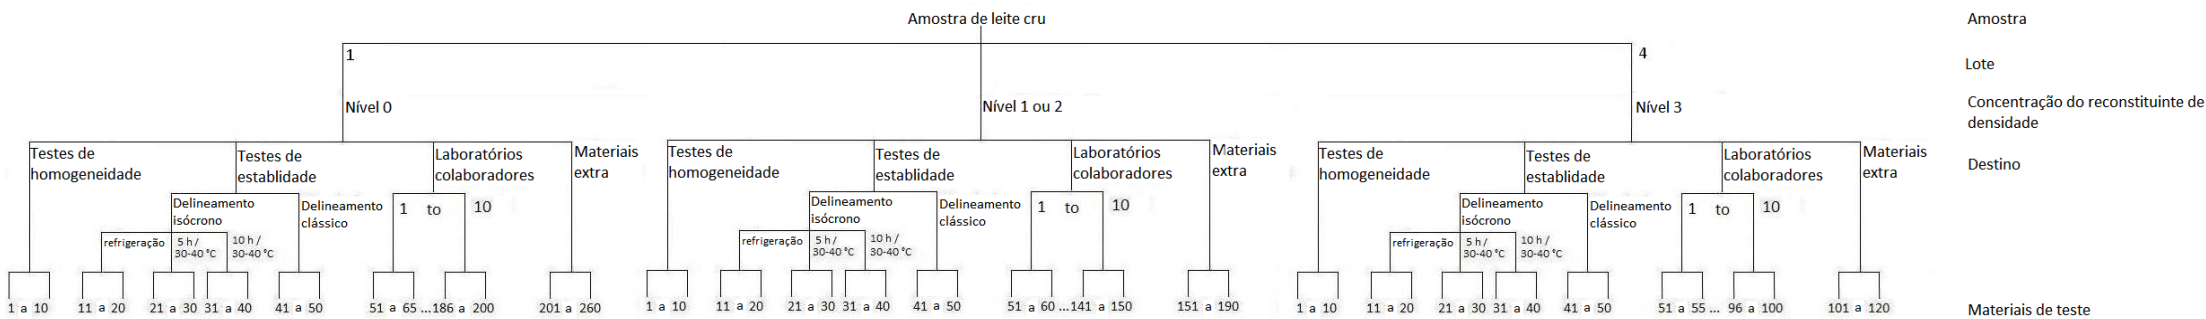 Amostra de leite cru
Amostra
1
4
Lote
Nível 0
Nível 1 ou 2
Nível 3
Concentração do reconstituinte de
densidade
Testes de
homogeneidade
Testes de
establidade
Laboratórios
colaboradores
Materiais
extra
Testes de
homogeneidade
Testes de
establidade
Laboratórios
colaboradores
Materiais
extra
Testes de
homogeneidade
Testes de
establidade
Laboratórios
colaboradores
Materiais
extra
Destino
Delineamento
isócrono
Delineamento
clássico
1 to 10
Delineamento
isócrono
Delineamento
clássico
1 to 10
Delineamento
isócrono
Delineamento
clássico
1 to 10
refrigeração
5 h /
30-40 °C
10 h /
30-40 °C
refrigeração
5 h /
30-40 °C
10 h /
30-40 °C
refrigeração
5 h /
30-40 °C
10 h /
30-40 °C
1 a 10 11 a 20 21 a 30 31 a 40 41 a 50 51 a 65 ...186 a 200 201 a 260
1 a 10 11 a 20 21 a 30 31 a 40 41 a 50 51 a 60 ...141 a 150 151 a 190
1 a 10 11 a 20 21 a 30 31 a 40 41 a 50 51 a 55 ... 96 a 100 101 a 120
Materiais de teste